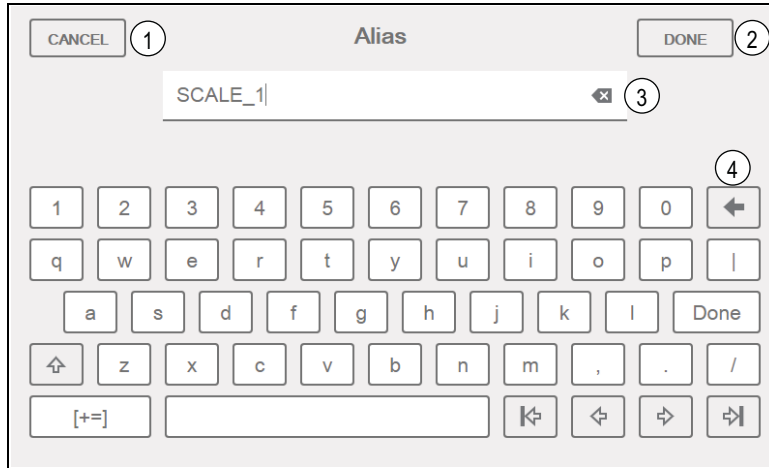 CANCEL 1 Alias DONE 2
SCALE_1 3
4
1 2 3 4 5 6 7 8 9 0
q w e r t y u i o p |
a s d f g h j k l Done
z x c v b n m , . /
[+=]